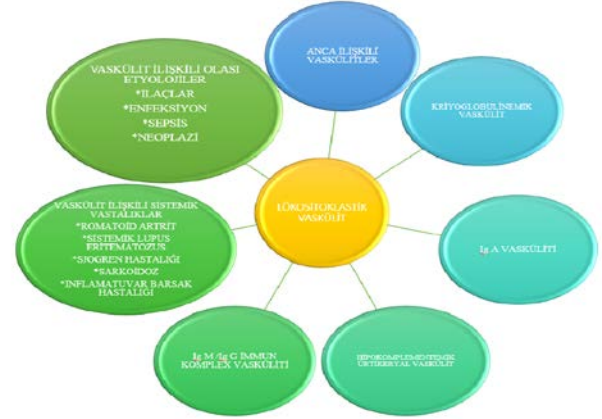 VASKÜLİT İLİŞKİLİ OLASI
ETYOLOJİLER
*İLAÇLAR
*ENFEKSİYON
*SEPSİS
*NEOPLAZİ
ANCA İLİŞKİLİ
VASKÜLİTLER
KRİYOGLOBULİNEMİK
VASKÜLİT
LÖKOSİTOKLASTİK
VASKÜLİT
VASKÜLİT İLİŞKİLİ SİSTEMİK
VASTALIKLAR
*ROMATOİD ARTRİT
*SİSTEMİK LUPUS
ERİTEMATOZUS
*SJOGREN HASTALIĞI
*SARKOİDOZ
*INFLAMATUVAR BARSAK
HASTALIĞI
Ig A VASKÜLİTİ
Ig M/Ig G İMMUN
KOMPLEX VASKÜLİTİ
HİPOKOMPLEMENTEMİK
ÜRTİKERYAL VASKÜLİT